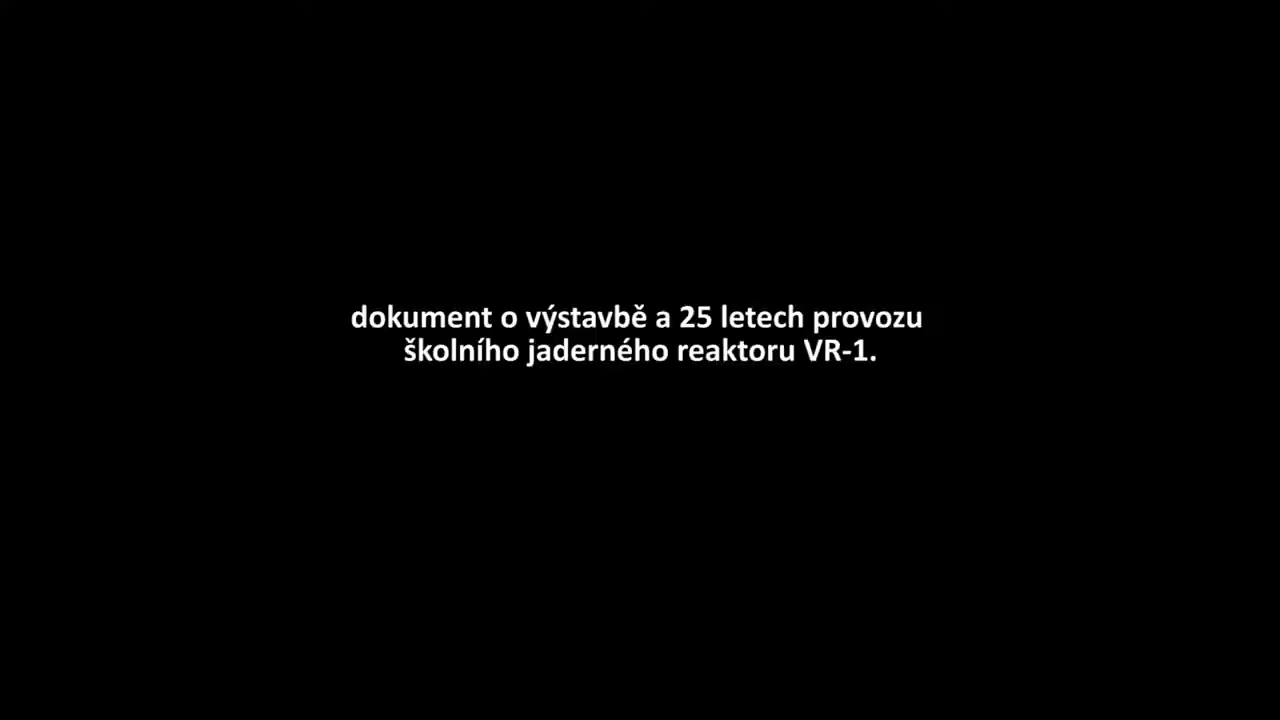 dokument o výstavbě a 25 letech provozu
školního jaderného reaktoru VR-1.